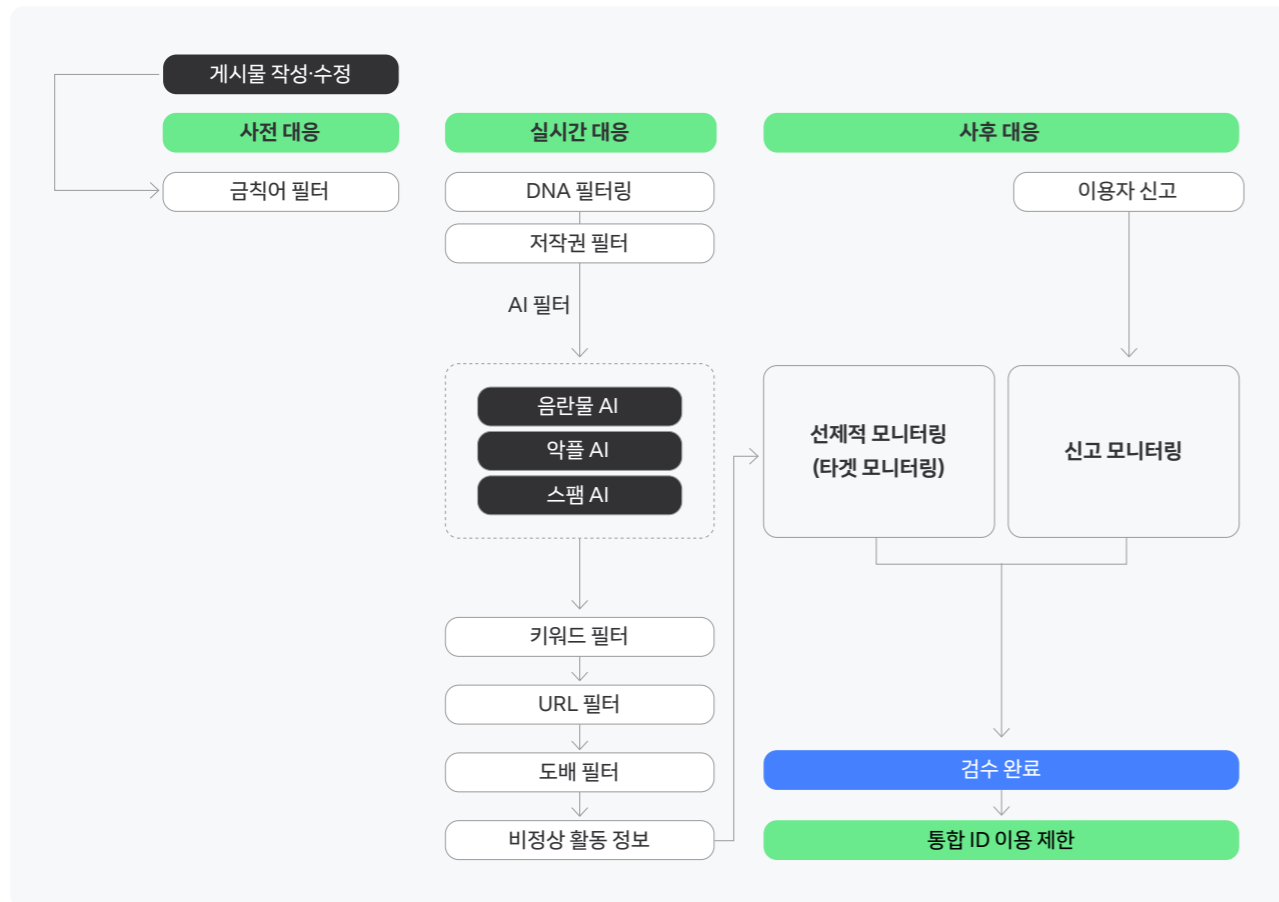 게시물 작성·수정
사전 대응
실시간 대응
사후 대응
금칙어 필터
DNA 필터링
이용자 신고
저작권 필터
AI 필터
음란물 AI
악플 AI
스팸 AI
선제적 모니터링
(타겟 모니터링)
신고 모니터링
키워드 필터
URL 필터
도배 필터
비정상 활동 정보
검수 완료
통합 ID 이용 제한